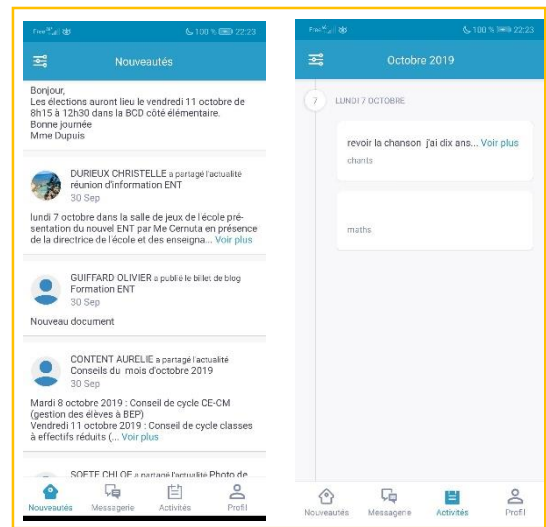 Free 100 % 22:23
Nouveautés
Bonjour,
Les élections auront lieu le vendredi 11 octobre de
8h15 à 12h30 dans la BCD côté élémentaire.
Bonne journée
Mme Dupuis
DURIEUX CHRISTELLE a partagé l'actualité
réunion d'information ENT
30 Sep
lundi 7 octobre dans la salle de jeux de l'école pré-
sentation du nouvel ENT par Me Cernuta en présence
de la directrice de l'école et des enseigna... Voir plus
GUIFFARD OLIVIER a publié le billet de blog
Formation ENT
30 Sep
Nouveau document
CONTENT AURELIE a partagé l'actualité
Conseils du mois d'octobre 2019
30 Sep
Mardi 8 octobre 2019 : Conseil de cycle CE-CM
(gestion des élèves à BEP)
Vendredi 11 octobre 2019 : Conseil de cycle classes
à effectifs réduits (... Voir plus
SOETE CHLOE a partagé l'actualité Photo de
Nouveautés Messagerie Activités Profil
Free 100 % 22:23
Octobre 2019
7 LUNDI 7 OCTOBRE
revoir la chanson j'ai dix ans... Voir plus
chants
maths
Nouveautés Messagerie Activités Profil